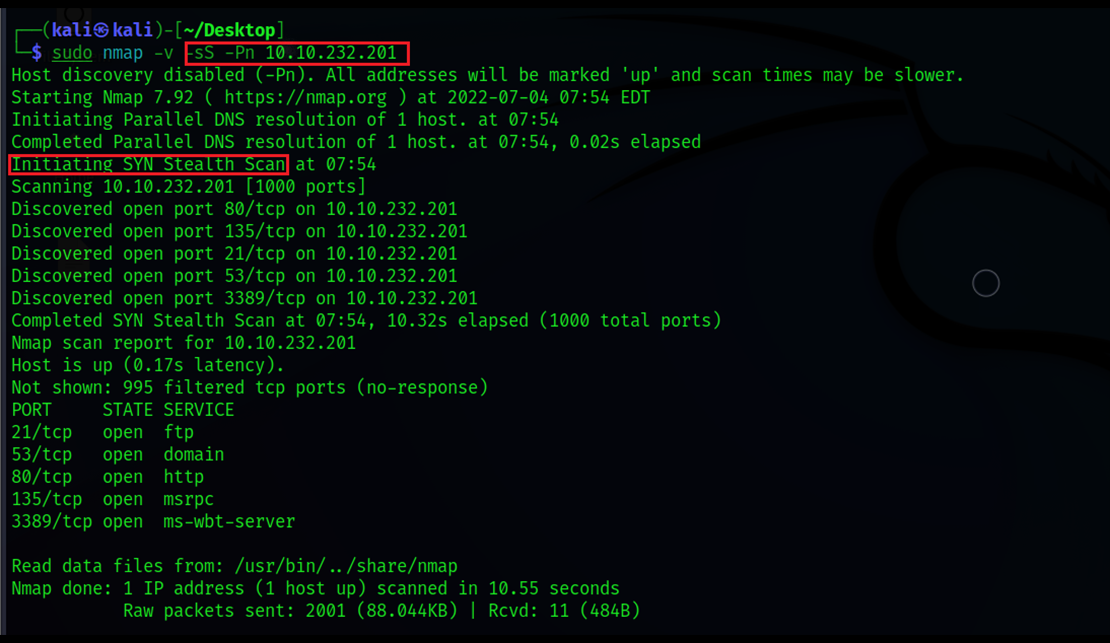 ┌──(kali㉿kali)-[~/Desktop]
└─$ sudo nmap -v -sS -Pn 10.10.232.201
Host discovery disabled (-Pn). All addresses will be marked 'up' and scan times may be slower.
Starting Nmap 7.92 ( https://nmap.org ) at 2022-07-04 07:54 EDT
Initiating Parallel DNS resolution of 1 host. at 07:54
Completed Parallel DNS resolution of 1 host. at 07:54, 0.02s elapsed
Initiating SYN Stealth Scan at 07:54
Scanning 10.10.232.201 [1000 ports]
Discovered open port 80/tcp on 10.10.232.201
Discovered open port 135/tcp on 10.10.232.201
Discovered open port 21/tcp on 10.10.232.201
Discovered open port 53/tcp on 10.10.232.201
Discovered open port 3389/tcp on 10.10.232.201
Completed SYN Stealth Scan at 07:54, 10.32s elapsed (1000 total ports)
Nmap scan report for 10.10.232.201
Host is up (0.17s latency).
Not shown: 995 filtered tcp ports (no-response)
PORT     STATE SERVICE
21/tcp   open  ftp
53/tcp   open  domain
80/tcp   open  http
135/tcp  open  msrpc
3389/tcp open  ms-wbt-server
Read data files from: /usr/bin/../share/nmap
Nmap done: 1 IP address (1 host up) scanned in 10.55 seconds
Raw packets sent: 2001 (88.044KB) | Rcvd: 11 (484B)